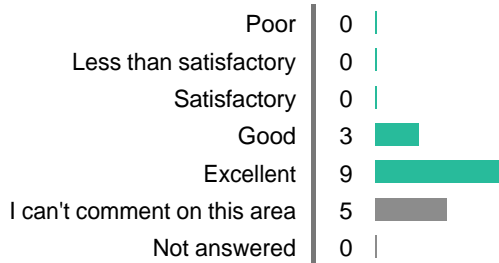 Poor 0
Less than satisfactory 0
Satisfactory 0
Good 3
Excellent 9
I can't comment on this area 5
Not answered 0